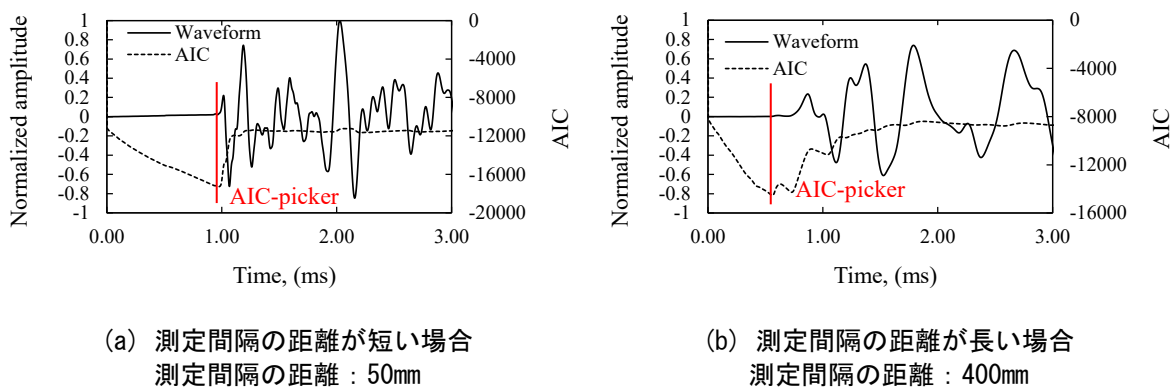 Normalized amplitude
1
0.8
0.6
0.4
0.2
0
-0.2
-0.4
-0.6
-0.8
-1
Waveform
AIC
AIC-picker
0
-4000
-8000
-12000
-16000
-20000
AIC
0.00 1.00 2.00 3.00
Time, (ms)
(a) 測定間隔の距離が短い場合
測定間隔の距離：50mm
Normalized amplitude
1
0.8
0.6
0.4
0.2
0
-0.2
-0.4
-0.6
-0.8
-1
Waveform
AIC
AIC-picker
0
-4000
-8000
-12000
-16000
AIC
0.00 1.00 2.00 3.00
Time, (ms)
(b) 測定間隔の距離が長い場合
測定間隔の距離：400mm